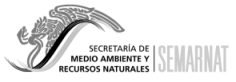 SECRETARÍA DE
MEDIO AMBIENTE Y
RECURSOS NATURALES
SEMARNAT